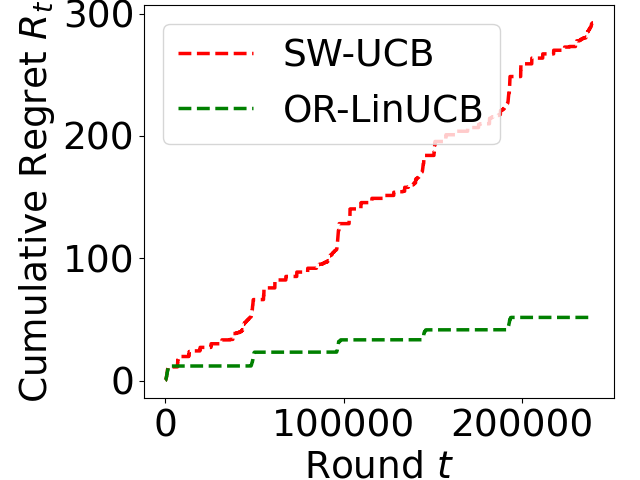 Cumulative Regret R_t
300
200
100
0
SW-UCB
OR-LinUCB
0 100000 200000
Round t